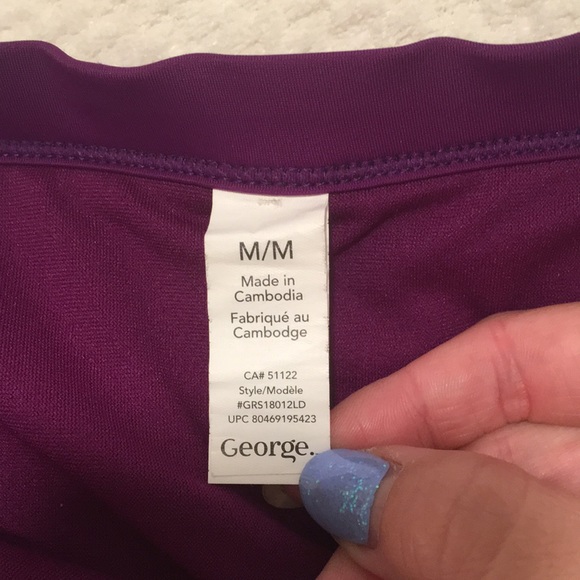 M/M
Made in
Cambodia
Fabriqué au
Cambodge
CA# 51122
Style/Modèle
#GRS18012LD
UPC 80469195423
George.